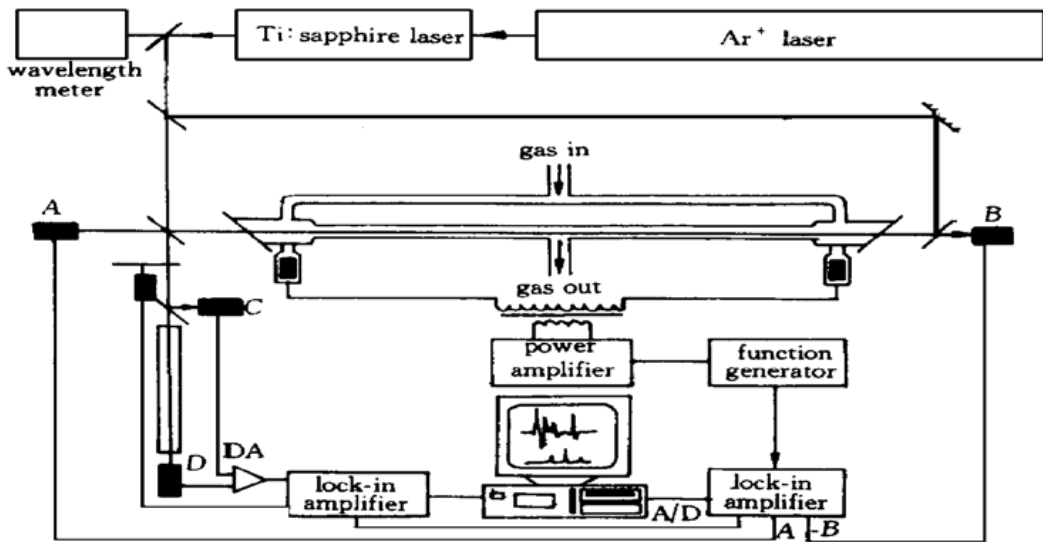 Ti: sapphire laser
Ar+ laser
wavelength
meter
gas in
A
B
gas out
C
power
amplifier
function
generator
D
DA
lock-in
amplifier
A/D
lock-in
amplifier
A -B